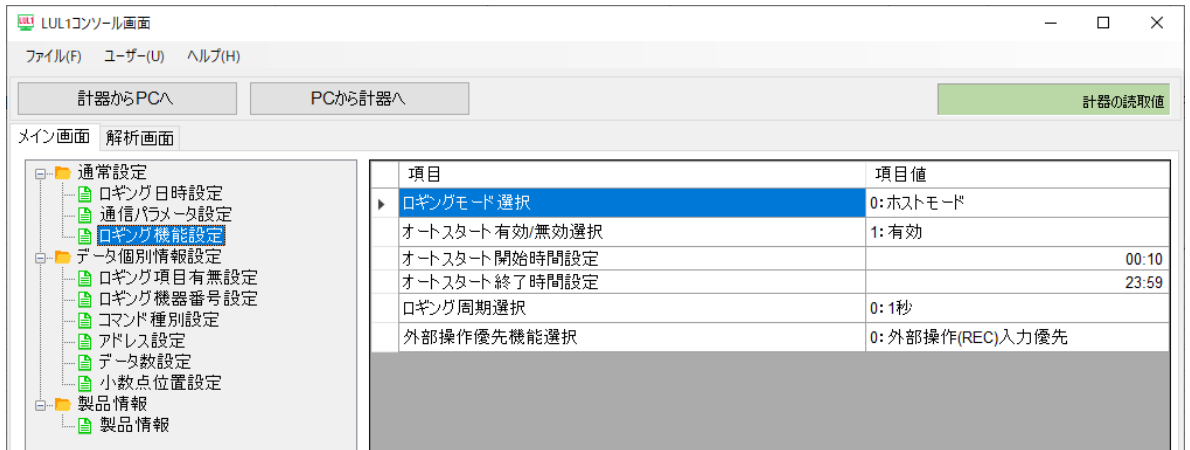 LUL1コンソール画面
ファイル(F) ユーザー(U) ヘルプ(H)
計器からPCへ PCから計器へ 計器の読取値
メイン画面 解析画面
通常設定
ロギング日時設定
通信パラメータ設定
ロギング機能設定
データ個別情報設定
ロギング項目有無設定
ロギング機器番号設定
コマンド種別設定
アドレス設定
データ数設定
小数点位置設定
製品情報
製品情報
項目 項目値
ロギングモード選択 0:ホストモード
オートスタート有効/無効選択 1:有効
オートスタート開始時間設定 00:10
オートスタート終了時間設定 23:59
ロギング周期選択 0:1秒
外部操作優先機能選択 0:外部操作(REC)入力優先